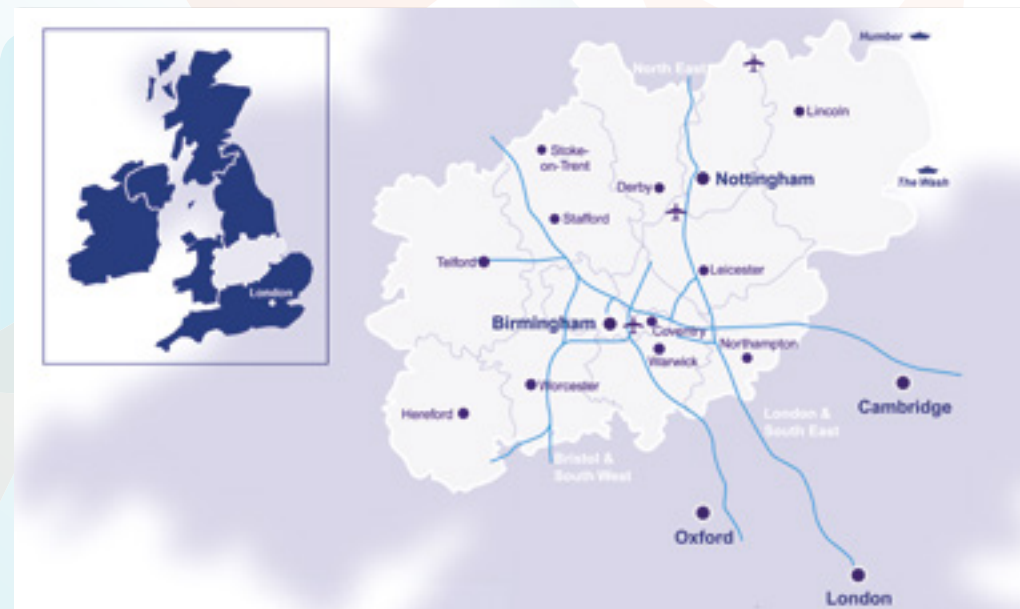 Humber
North East
Lincoln
Stoke-
on-Trent
The Wash
Derby
Nottingham
Stafford
Telford
Leicester
London
Birmingham
Coventry
Northampton
Warwick
Worcester
Cambridge
Hereford
London &
South East
Bristol &
South West
Oxford
London